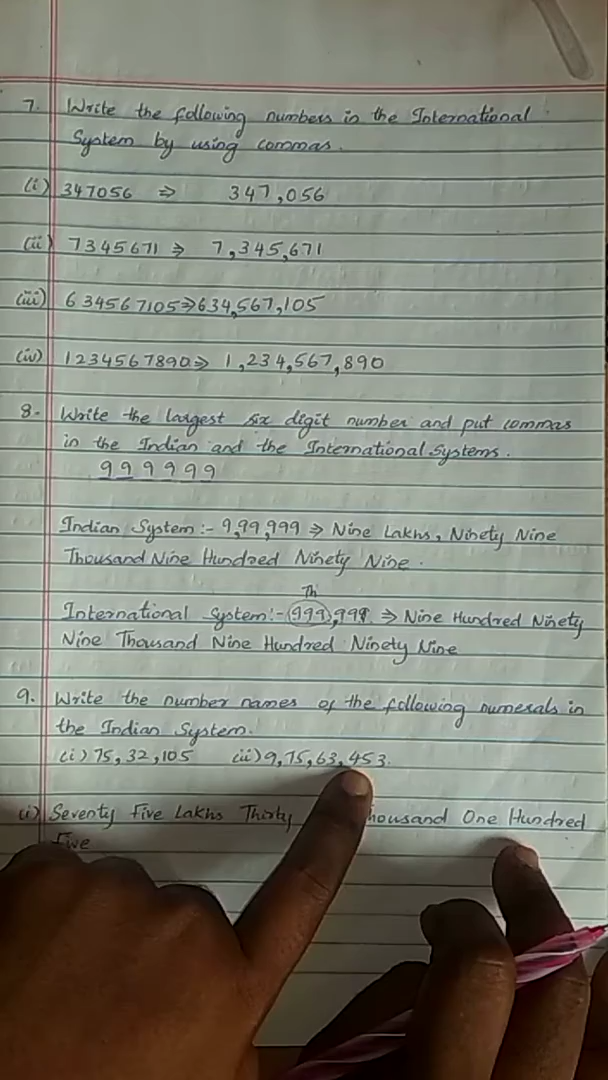 7. Write the following numbers in the International
System by using commas.
(i) 347056 ⇒ 347,056
(ii) 7345671 ⇒ 7,345,671
(iii) 634567105⇒634,567,105
(iv) 1234567890⇒ 1,234,567,890
8. Write the largest six digit number and put commas
in the Indian and the International Systems.
999999
Indian System:- 9,99,999 ⇒ Nine Lakhs, Ninety Nine
Thousand Nine Hundred Ninety Nine.
Th
International System:- 999,999 ⇒ Nine Hundred Ninety
Nine Thousand Nine Hundred Ninety Nine
9. Write the number names of the following numerals in
the Indian System.
(i) 75,32,105 (ii) 9,75,63,453.
(i) Seventy Five Lakhs Thirty housand One Hundred
Five